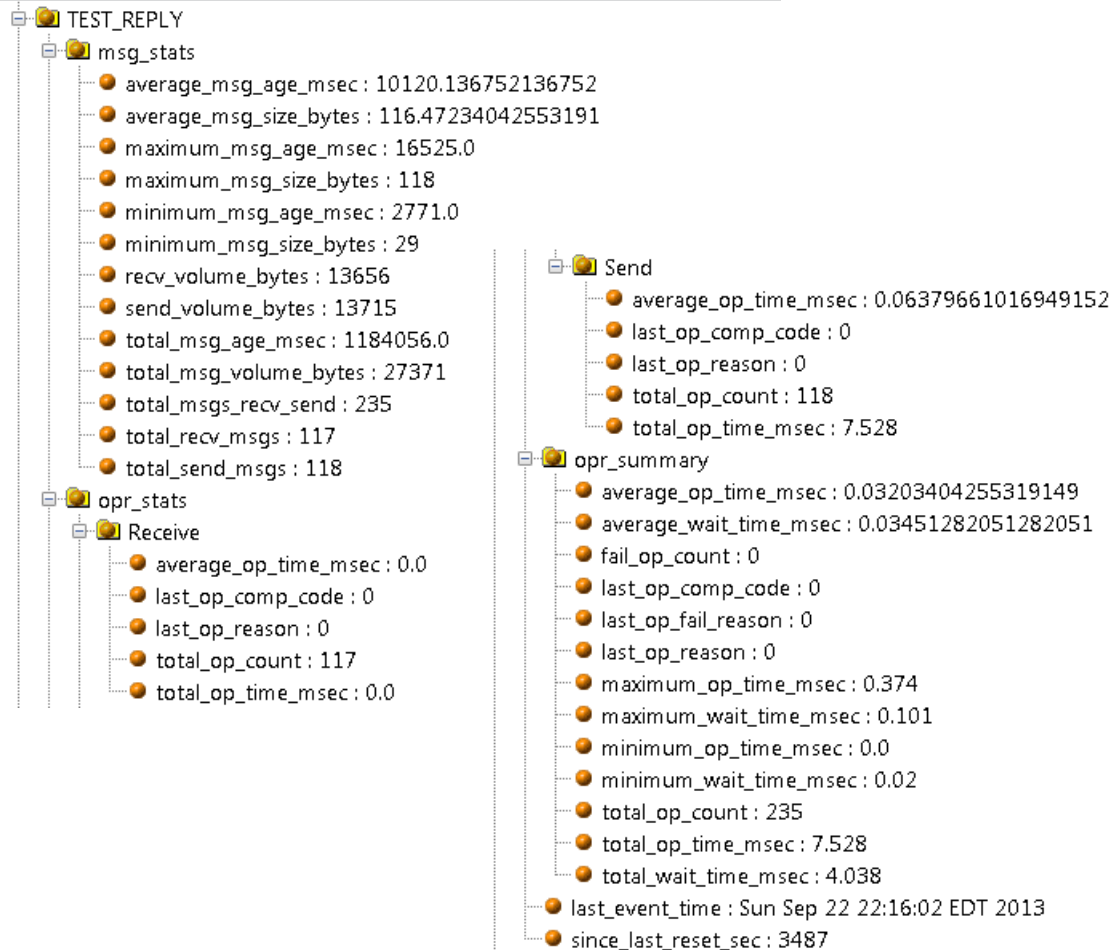 TEST_REPLY
msg_stats
average_msg_age_msec : 10120.136752136752
average_msg_size_bytes : 116.47234042553191
maximum_msg_age_msec : 16525.0
maximum_msg_size_bytes : 118
minimum_msg_age_msec : 2771.0
minimum_msg_size_bytes : 29
recv_volume_bytes : 13656
send_volume_bytes : 13715
total_msg_age_msec : 1184056.0
total_msg_volume_bytes : 27371
total_msgs_recv_send : 235
total_recv_msgs : 117
total_send_msgs : 118
opr_stats
Receive
average_op_time_msec : 0.0
last_op_comp_code : 0
last_op_reason : 0
total_op_count : 117
total_op_time_msec : 0.0
Send
average_op_time_msec : 0.06379661016949152
last_op_comp_code : 0
last_op_reason : 0
total_op_count : 118
total_op_time_msec : 7.528
opr_summary
average_op_time_msec : 0.03203404255319149
average_wait_time_msec : 0.03451282051282051
fail_op_count : 0
last_op_comp_code : 0
last_op_fail_reason : 0
last_op_reason : 0
maximum_op_time_msec : 0.374
maximum_wait_time_msec : 0.101
minimum_op_time_msec : 0.0
minimum_wait_time_msec : 0.02
total_op_count : 235
total_op_time_msec : 7.528
total_wait_time_msec : 4.038
last_event_time : Sun Sep 22 22:16:02 EDT 2013
since_last_reset_sec : 3487